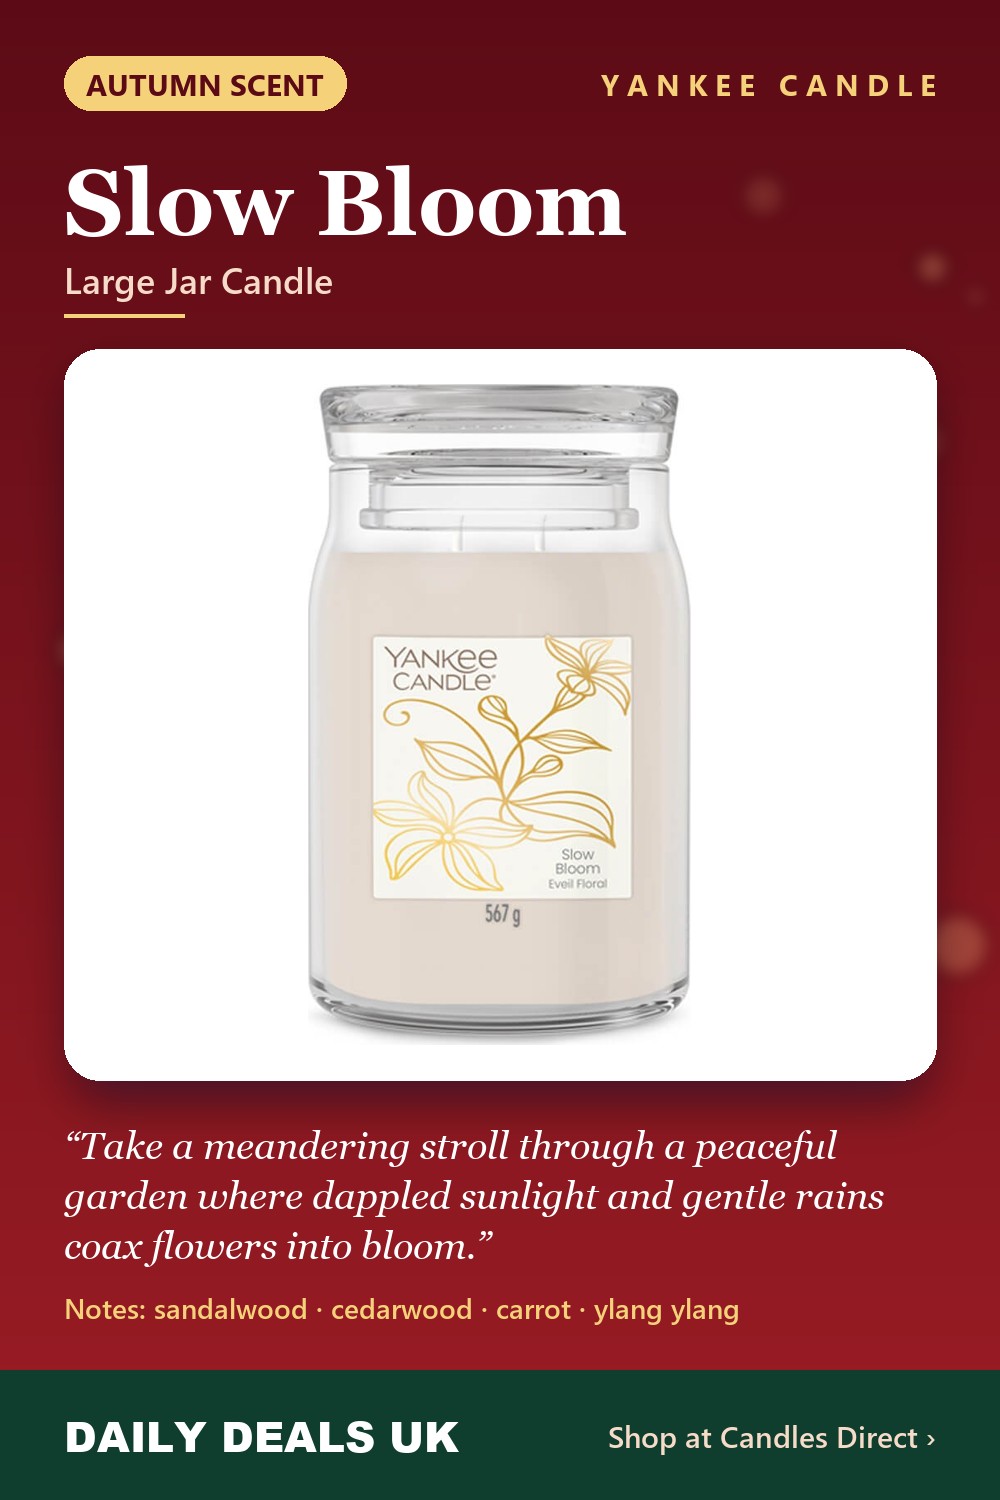 AUTUMN SCENT
YANKEE CANDLE
Slow Bloom
Large Jar Candle
YANKEE
CANDLE®
Slow
Bloom
Eveil Floral
567 g
“Take a meandering stroll through a peaceful
garden where dappled sunlight and gentle rains
coax flowers into bloom.”
Notes: sandalwood · cedarwood · carrot · ylang ylang
DAILY DEALS UK
Shop at Candles Direct ›